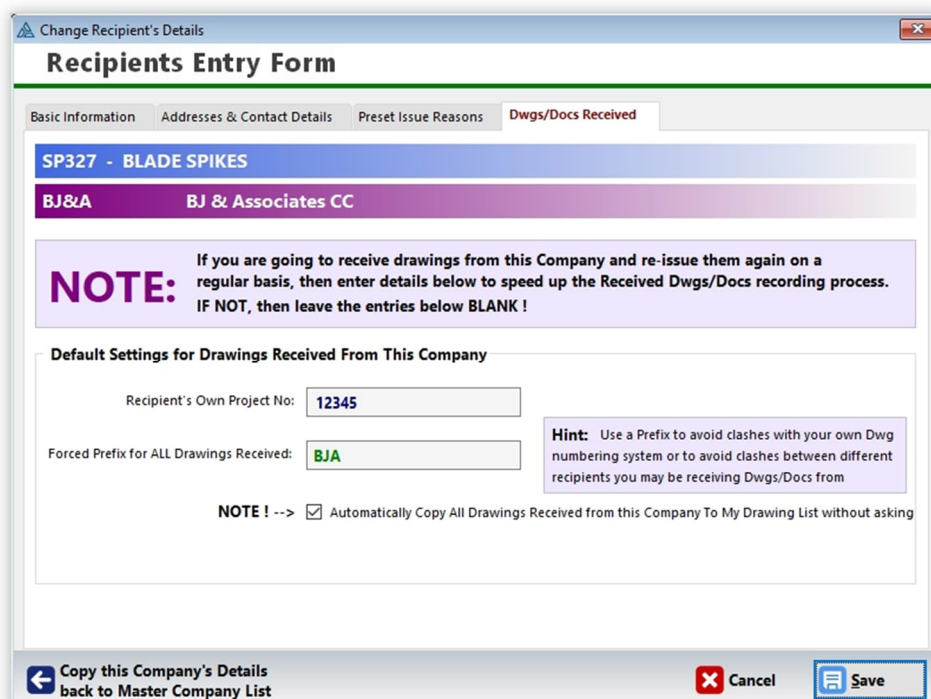 Change Recipient's Details
Recipients Entry Form
Basic Information
Addresses & Contact Details
Preset Issue Reasons
Dwgs/Docs Received
SP327 - BLADE SPIKES
BJ&A BJ & Associates CC
NOTE:
If you are going to receive drawings from this Company and re-issue them again on a
regular basis, then enter details below to speed up the Received Dwgs/Docs recording process.
IF NOT, then leave the entries below BLANK !
Default Settings for Drawings Received From This Company
Recipient's Own Project No: 12345
Forced Prefix for ALL Drawings Received: BJA
Hint: Use a Prefix to avoid clashes with your own Dwg
numbering system or to avoid clashes between different
recipients you may be receiving Dwgs/Docs from
NOTE ! --> Automatically Copy All Drawings Received from this Company To My Drawing List without asking
Copy this Company's Details
back to Master Company List
Cancel
Save